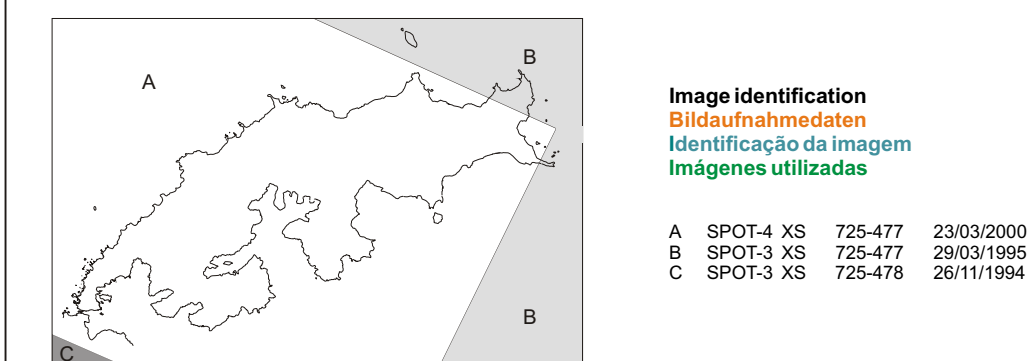 A
B
B
C
Image identification
Bildaufnahmedaten
Identificação da imagem
Imágenes utilizadas
A SPOT-4 XS 725-477 23/03/2000
B SPOT-3 XS 725-477 29/03/1995
C SPOT-3 XS 725-478 26/11/1994